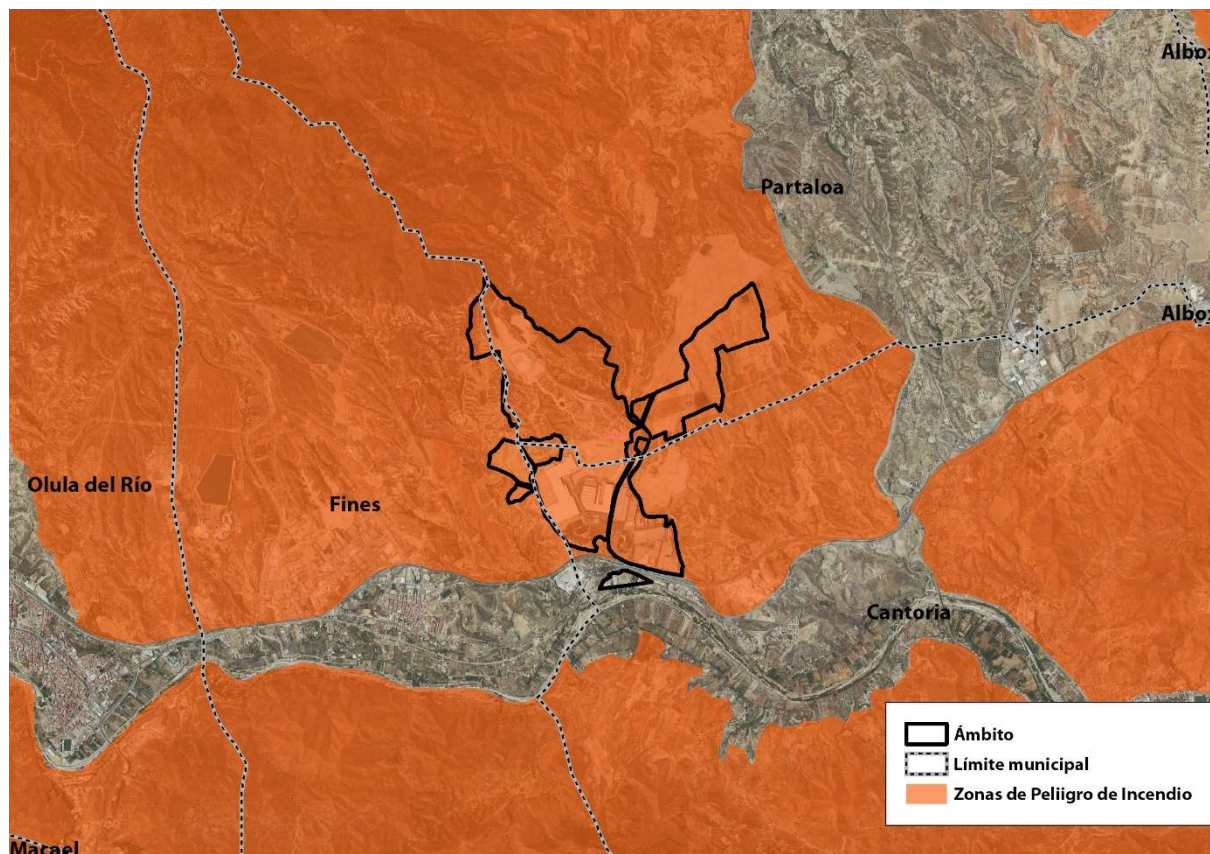 Albox
Partaloa
Albox
Olula del Río
Fines
Cantoria
Ámbito
Límite municipal
Zonas de Peliigro de Incendio
Macael